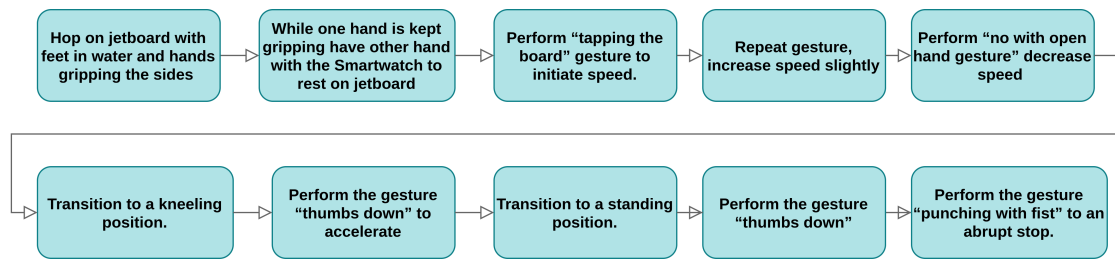 Hop on jetboard with
feet in water and hands
gripping the sides
While one hand is kept
gripping have other hand
with the Smartwatch to
rest on jetboard
Perform “tapping the
board” gesture to
initiate speed.
Repeat gesture,
increase speed slightly
Perform “no with open
hand gesture” decrease
speed
Transition to a kneeling
position.
Perform the gesture
“thumbs down” to
accelerate
Transition to a standing
position.
Perform the gesture
“thumbs down”
Perform the gesture
“punching with fist” to an
abrupt stop.